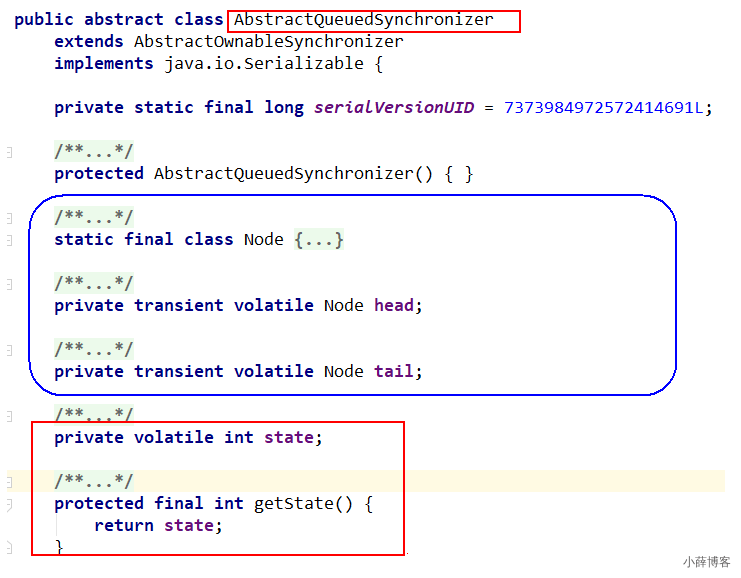 public abstract class AbstractQueuedSynchronizer
extends AbstractOwnableSynchronizer
implements java.io.Serializable {
private static final long serialVersionUID = 7373984972572414691L;
/**...*/
protected AbstractQueuedSynchronizer() { }
/**...*/
static final class Node {...}
/**...*/
private transient volatile Node head;
/**...*/
private transient volatile Node tail;
/**...*/
private volatile int state;
/**...*/
protected final int getState() {
return state;
}
小薛博客